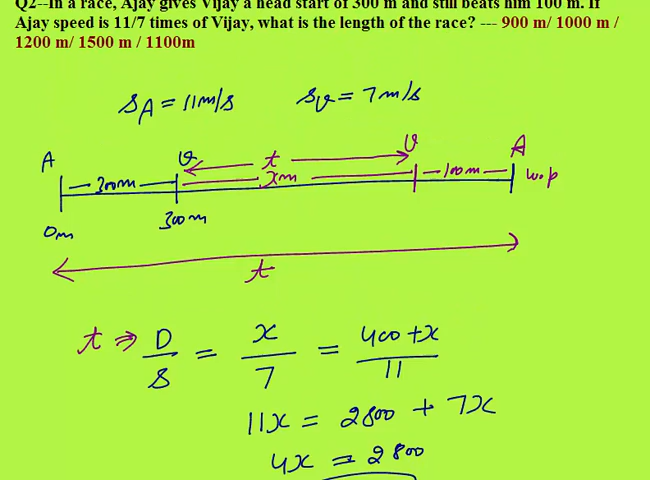 Q2--In a race, Ajay gives Vijay a head start of 300 m and still beats him 100 m. If
Ajay speed is 11/7 times of Vijay, what is the length of the race? --- 900 m/ 1000 m /
1200 m/ 1500 m / 1100m
SA = 11m/s SV = 7m/s
A V t V A
300m xm 100m w.p
0m 300m
t
t ⇒ D/S = x/7 = 400+x/11
11x = 2800 + 7x
4x = 2800